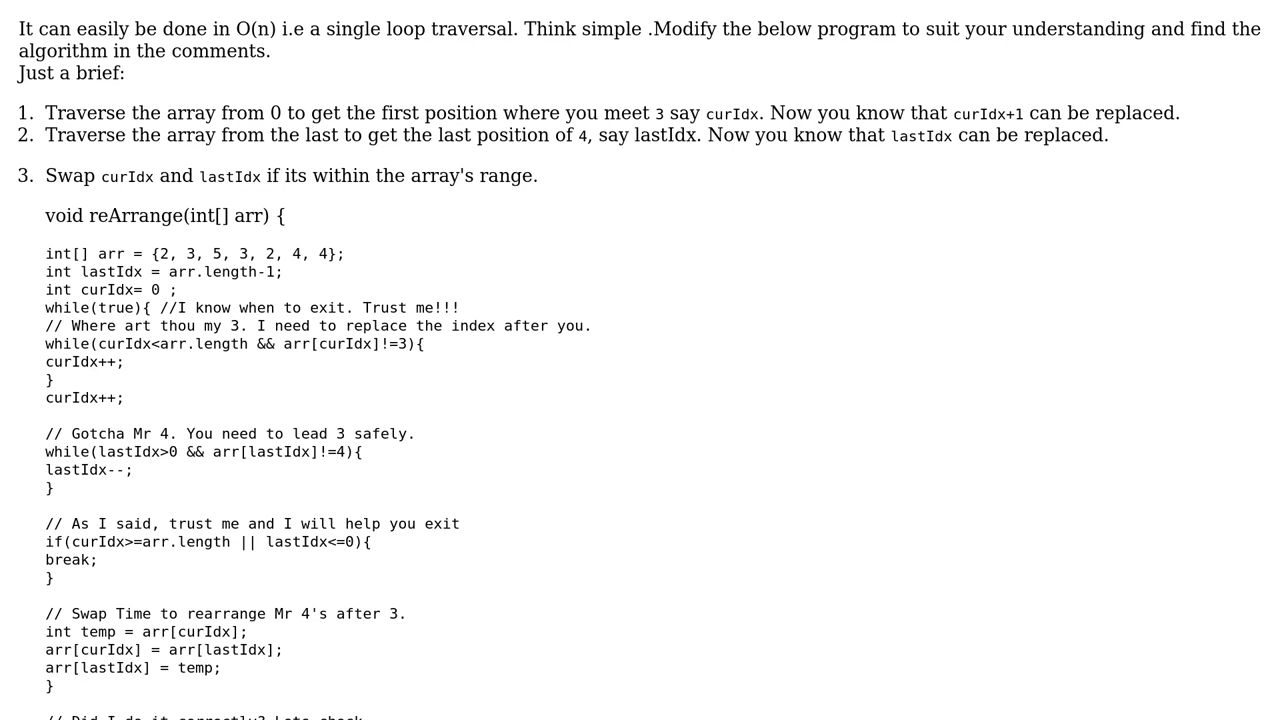 It can easily be done in O(n) i.e a single loop traversal. Think simple .Modify the below program to suit your understanding and find the
algorithm in the comments.
Just a brief:
1. Traverse the array from 0 to get the first position where you meet 3 say curIdx. Now you know that curIdx+1 can be replaced.
2. Traverse the array from the last to get the last position of 4, say lastIdx. Now you know that lastIdx can be replaced.
3. Swap curIdx and lastIdx if its within the array's range.
void reArrange(int[] arr) {
int[] arr = {2, 3, 5, 3, 2, 4, 4};
int lastIdx = arr.length-1;
int curIdx= 0 ;
while(true){ //I know when to exit. Trust me!!!
// Where art thou my 3. I need to replace the index after you.
while(curIdx<arr.length && arr[curIdx]!=3){
curIdx++;
}
curIdx++;
// Gotcha Mr 4. You need to lead 3 safely.
while(lastIdx>0 && arr[lastIdx]!=4){
lastIdx--;
}
// As I said, trust me and I will help you exit
if(curIdx>=arr.length || lastIdx<=0){
break;
}
// Swap Time to rearrange Mr 4's after 3.
int temp = arr[curIdx];
arr[curIdx] = arr[lastIdx];
arr[lastIdx] = temp;
}
// Did I do it correctly? Lets check